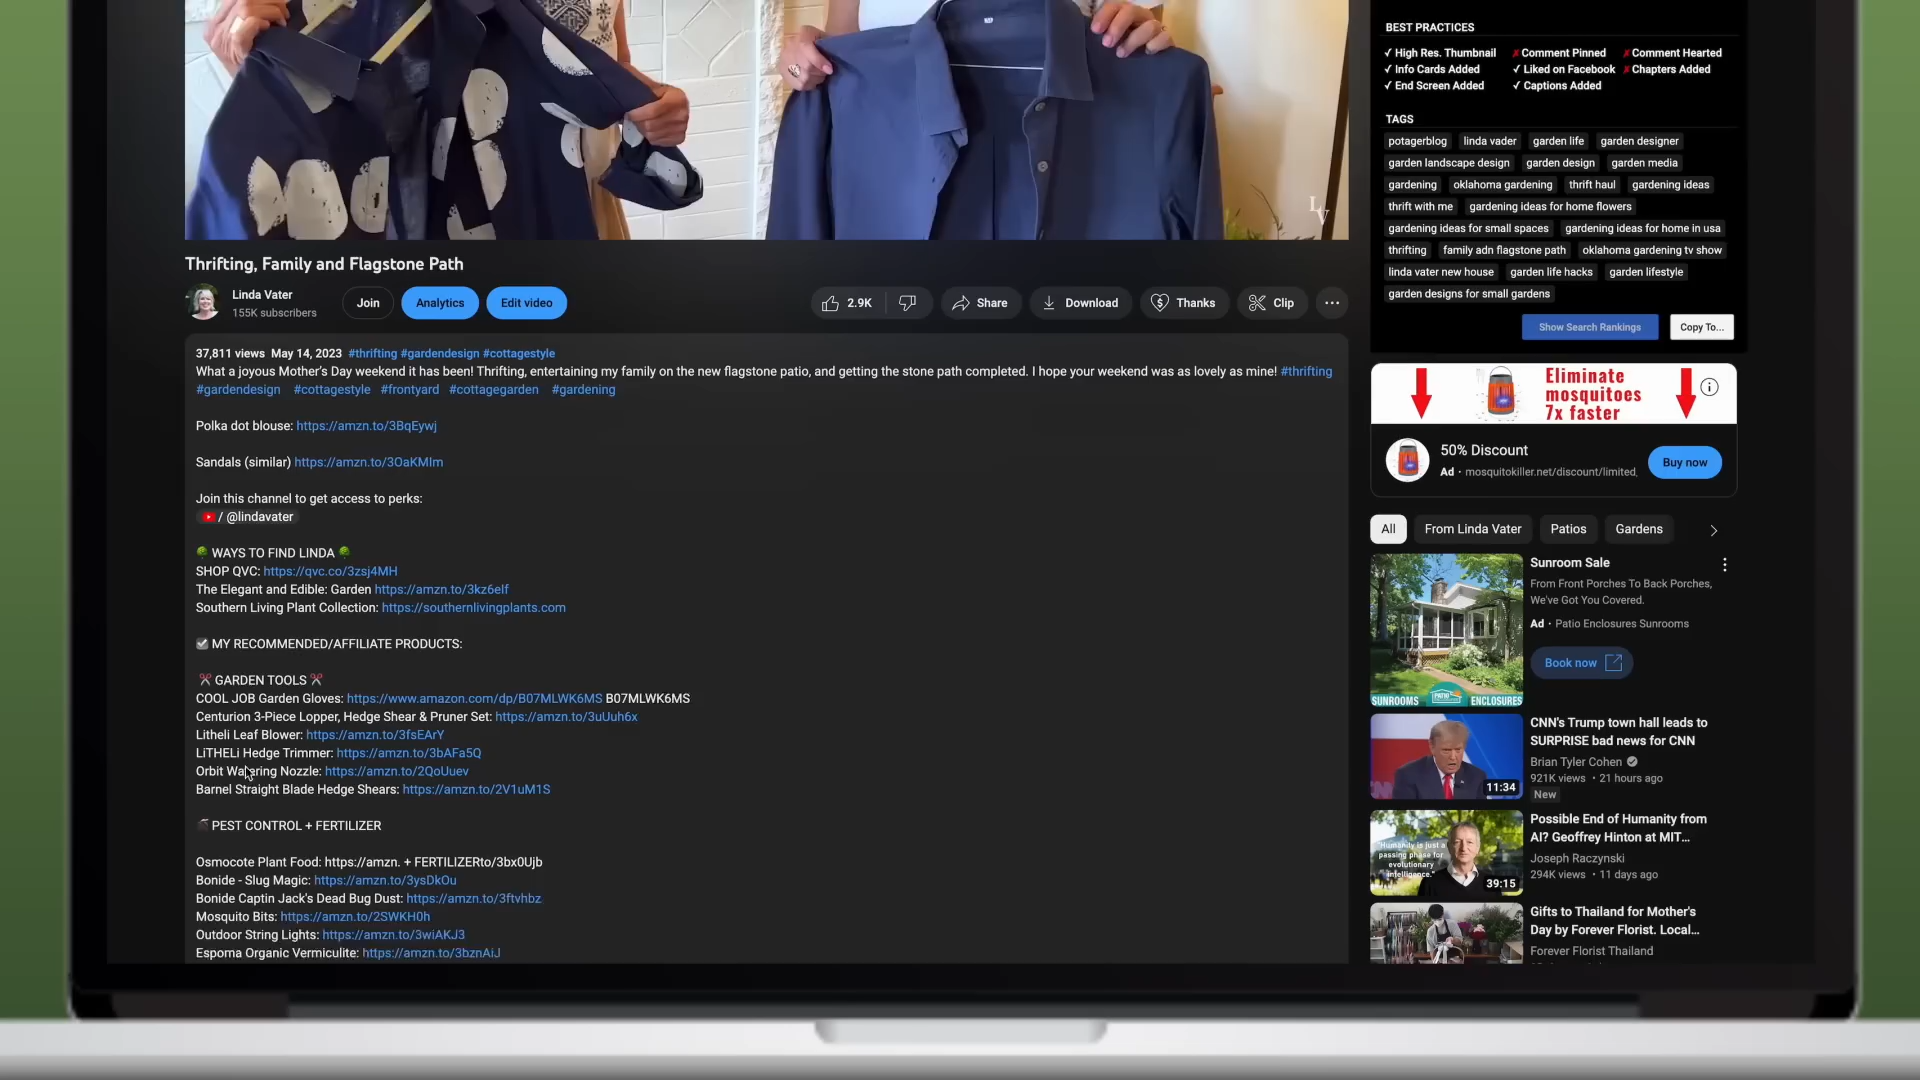 LV
Thrifting, Family and Flagstone Path
Linda Vater
155K subscribers
Join
Analytics
Edit video
2.9K
Share
Download
Thanks
Clip
37,811 views May 14, 2023 #thrifting #gardendesign #cottagestyle
What a joyous Mother's Day weekend it has been! Thrifting, entertaining my family on the new flagstone patio, and getting the stone path completed. I hope your weekend was as lovely as mine! #thrifting
#gardendesign #cottagestyle #frontyard #cottagegarden #gardening
Polka dot blouse: https://amzn.to/3BqEywj
Sandals (similar) https://amzn.to/3OaKMIm
Join this channel to get access to perks:
/ @lindavater
WAYS TO FIND LINDA
SHOP QVC: https://qvc.co/3zsj4MH
The Elegant and Edible: Garden https://amzn.to/3kz6elf
Southern Living Plant Collection: https://southernlivingplants.com
MY RECOMMENDED/AFFILIATE PRODUCTS:
GARDEN TOOLS
COOL JOB Garden Gloves: https://www.amazon.com/dp/B07MLWK6MS B07MLWK6MS
Centurion 3-Piece Lopper, Hedge Shear & Pruner Set: https://amzn.to/3uUuh6x
Litheli Leaf Blower: https://amzn.to/3fsEArY
LiTHELi Hedge Trimmer: https://amzn.to/3bAFa5Q
Orbit Watering Nozzle: https://amzn.to/2QoUuev
Barnel Straight Blade Hedge Shears: https://amzn.to/2V1uM1S
PEST CONTROL + FERTILIZER
Osmocote Plant Food: https://amzn. + FERTILIZERto/3bx0Ujb
Bonide - Slug Magic: https://amzn.to/3ysDkOu
Bonide Captin Jack's Dead Bug Dust: https://amzn.to/3ftvhbz
Mosquito Bits: https://amzn.to/2SWKH0h
Outdoor String Lights: https://amzn.to/3wiAKJ3
Espoma Organic Vermiculite: https://amzn.to/3bznAiJ
BEST PRACTICES
✓ High Res. Thumbnail ✗ Comment Pinned ✗ Comment Hearted
✓ Info Cards Added ✓ Liked on Facebook ✗ Chapters Added
✓ End Screen Added ✓ Captions Added
TAGS
potagerblog linda vader garden life garden designer
garden landscape design garden design garden media
gardening oklahoma gardening thrift haul gardening ideas
thrift with me gardening ideas for home flowers
gardening ideas for small spaces gardening ideas for home in usa
thrifting family adn flagstone path oklahoma gardening tv show
linda vater new house garden life hacks garden lifestyle
garden designs for small gardens
Show Search Rankings Copy To...
Eliminate
mosquitoes
7x faster
50% Discount
Ad · mosquitokiller.net/discount/limited.
Buy now
All From Linda Vater Patios Gardens
SUNROOMS PATIO ENCLOSURES
Sunroom Sale
From Front Porches To Back Porches,
We've Got You Covered.
Ad · Patio Enclosures Sunrooms
Book now
11:34
CNN's Trump town hall leads to
SURPRISE bad news for CNN
Brian Tyler Cohen
921K views · 21 hours ago
New
"Humanity is just a
passing phase for
evolutionary
intelligence."
39:15
Possible End of Humanity from
AI? Geoffrey Hinton at MIT...
Joseph Raczynski
294K views · 11 days ago
Gifts to Thailand for Mother's
Day by Forever Florist. Local...
Forever Florist Thailand